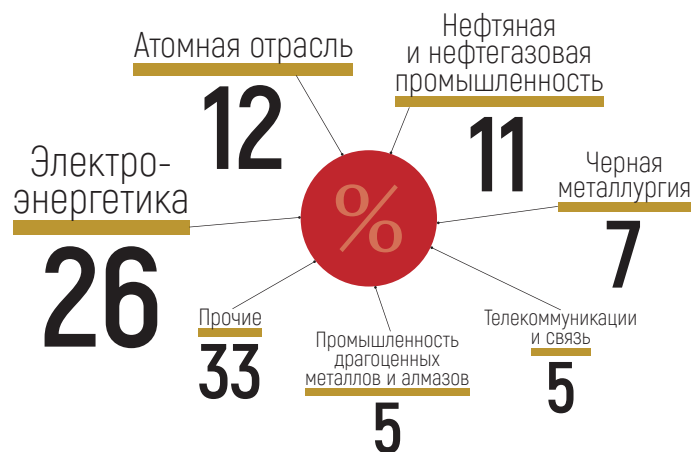 Атомная отрасль
12
Нефтяная
и нефтегазовая
промышленность
11
Электро-
энергетика
26
%
Черная
металлургия
7
Прочие
33
Промышленность
драгоценных
металлов и алмазов
5
Телекоммуникации
и связь
5